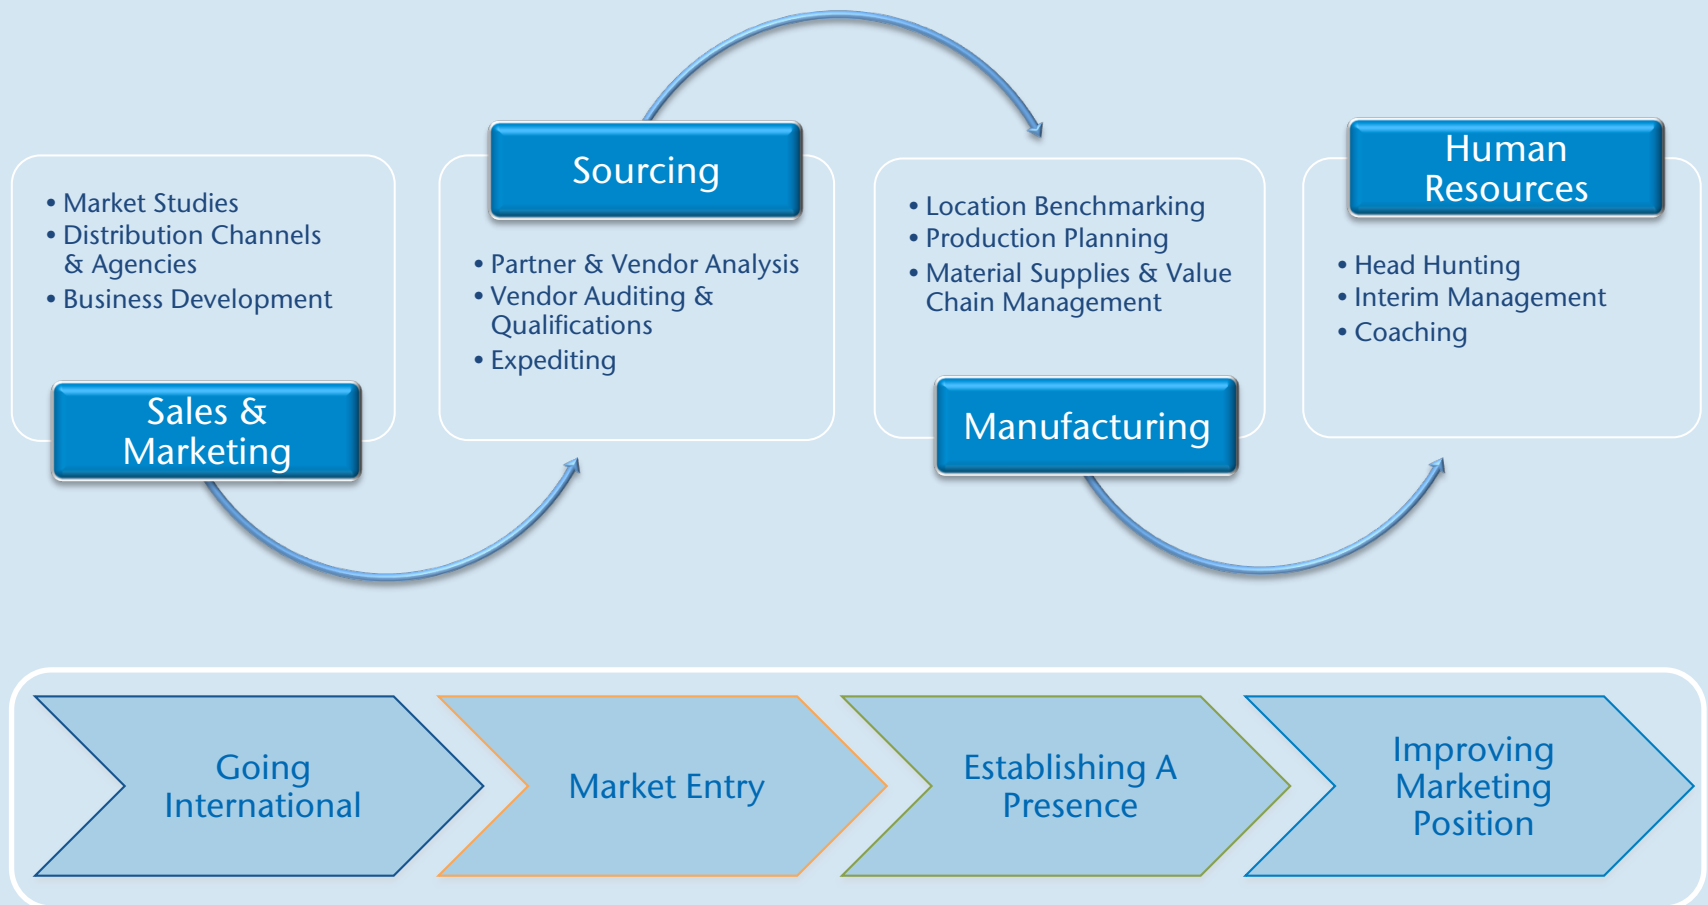 • Market Studies
• Distribution Channels
& Agencies
• Business Development
Sales &
Marketing
Sourcing
• Partner & Vendor Analysis
• Vendor Auditing &
Qualifications
• Expediting
• Location Benchmarking
• Production Planning
• Material Supplies & Value
Chain Management
Manufacturing
Human
Resources
• Head Hunting
• Interim Management
• Coaching
Going
International
Market Entry
Establishing A
Presence
Improving
Marketing
Position